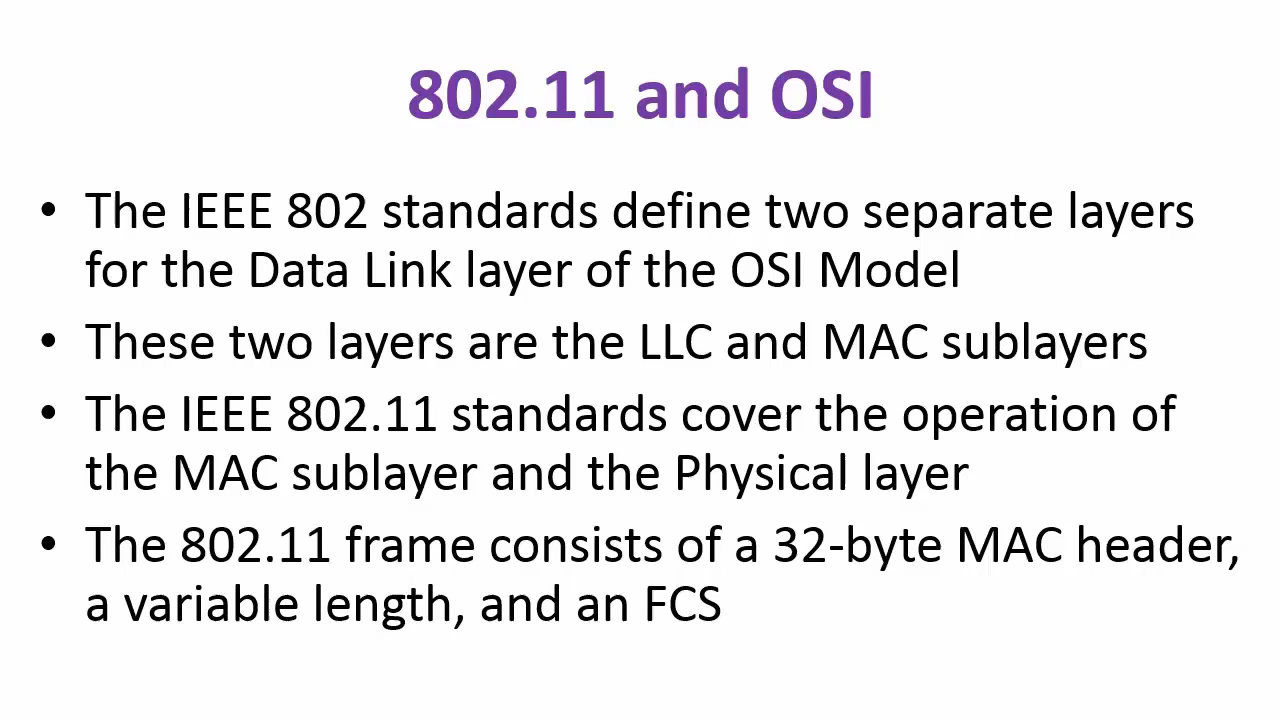 802.11 and OSI
• The IEEE 802 standards define two separate layers
for the Data Link layer of the OSI Model
• These two layers are the LLC and MAC sublayers
• The IEEE 802.11 standards cover the operation of
the MAC sublayer and the Physical layer
• The 802.11 frame consists of a 32-byte MAC header,
a variable length, and an FCS